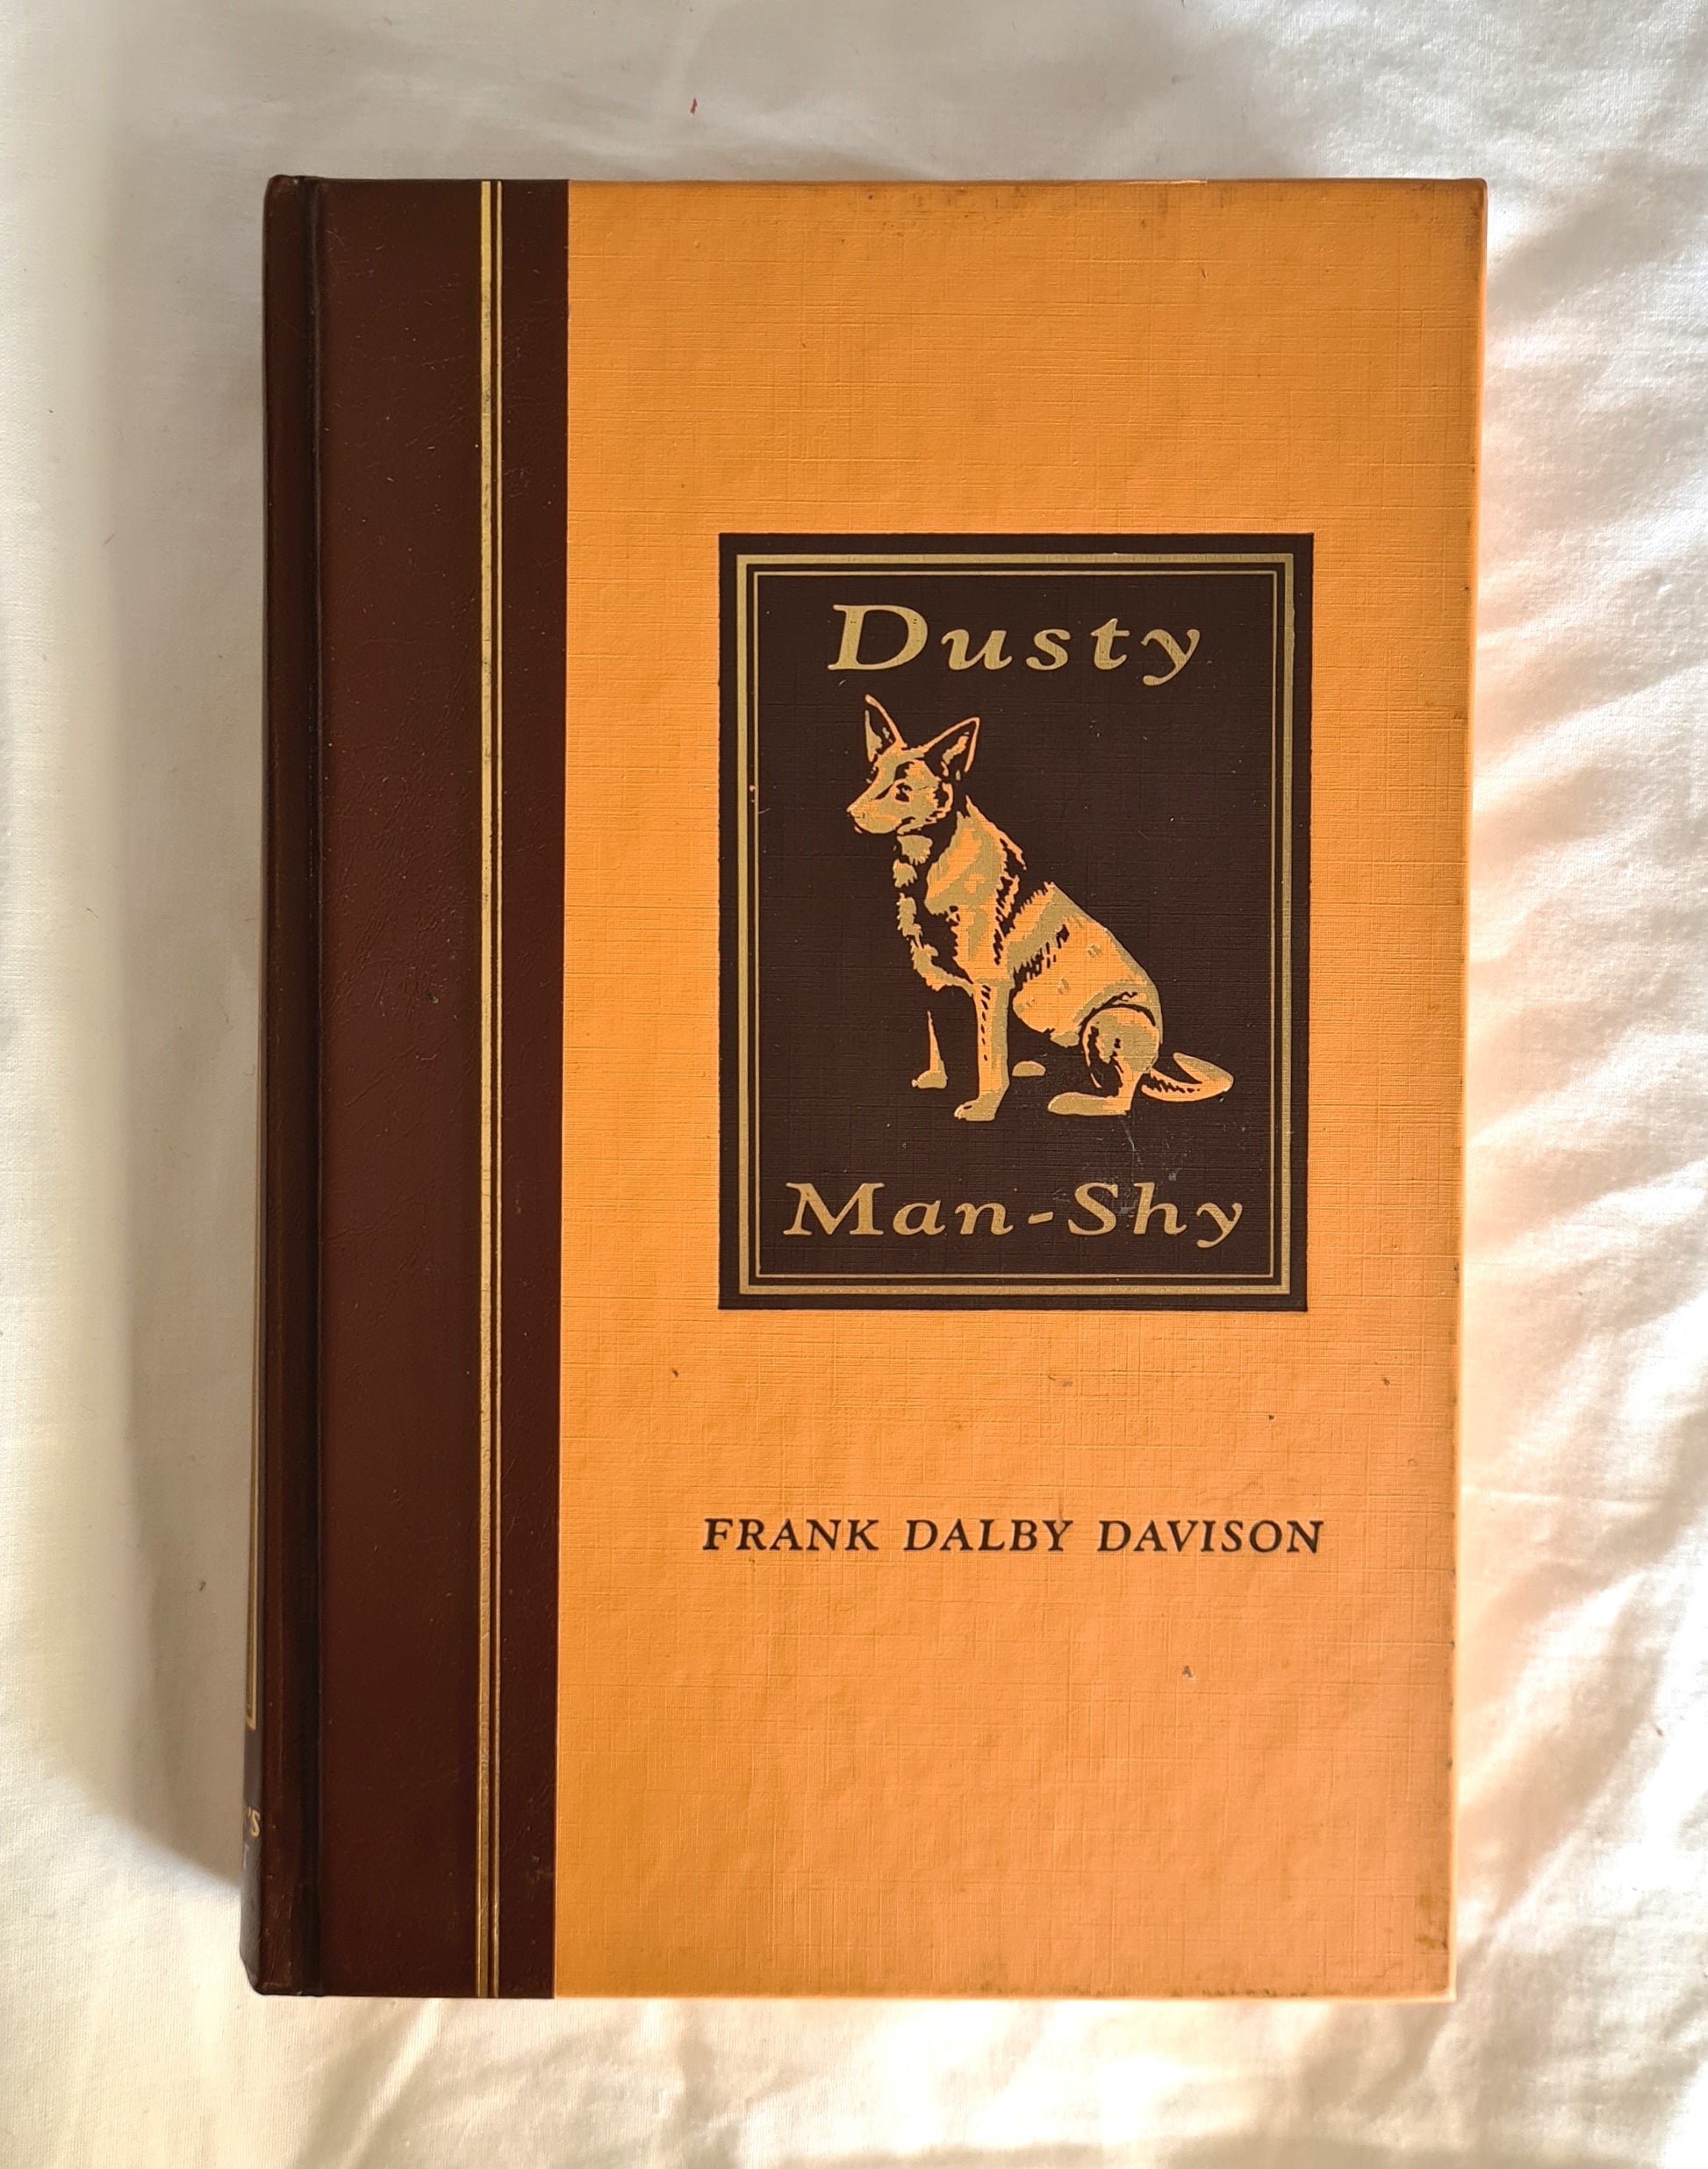 Dusty
Man-Shy
FRANK DALBY DAVISON
'S